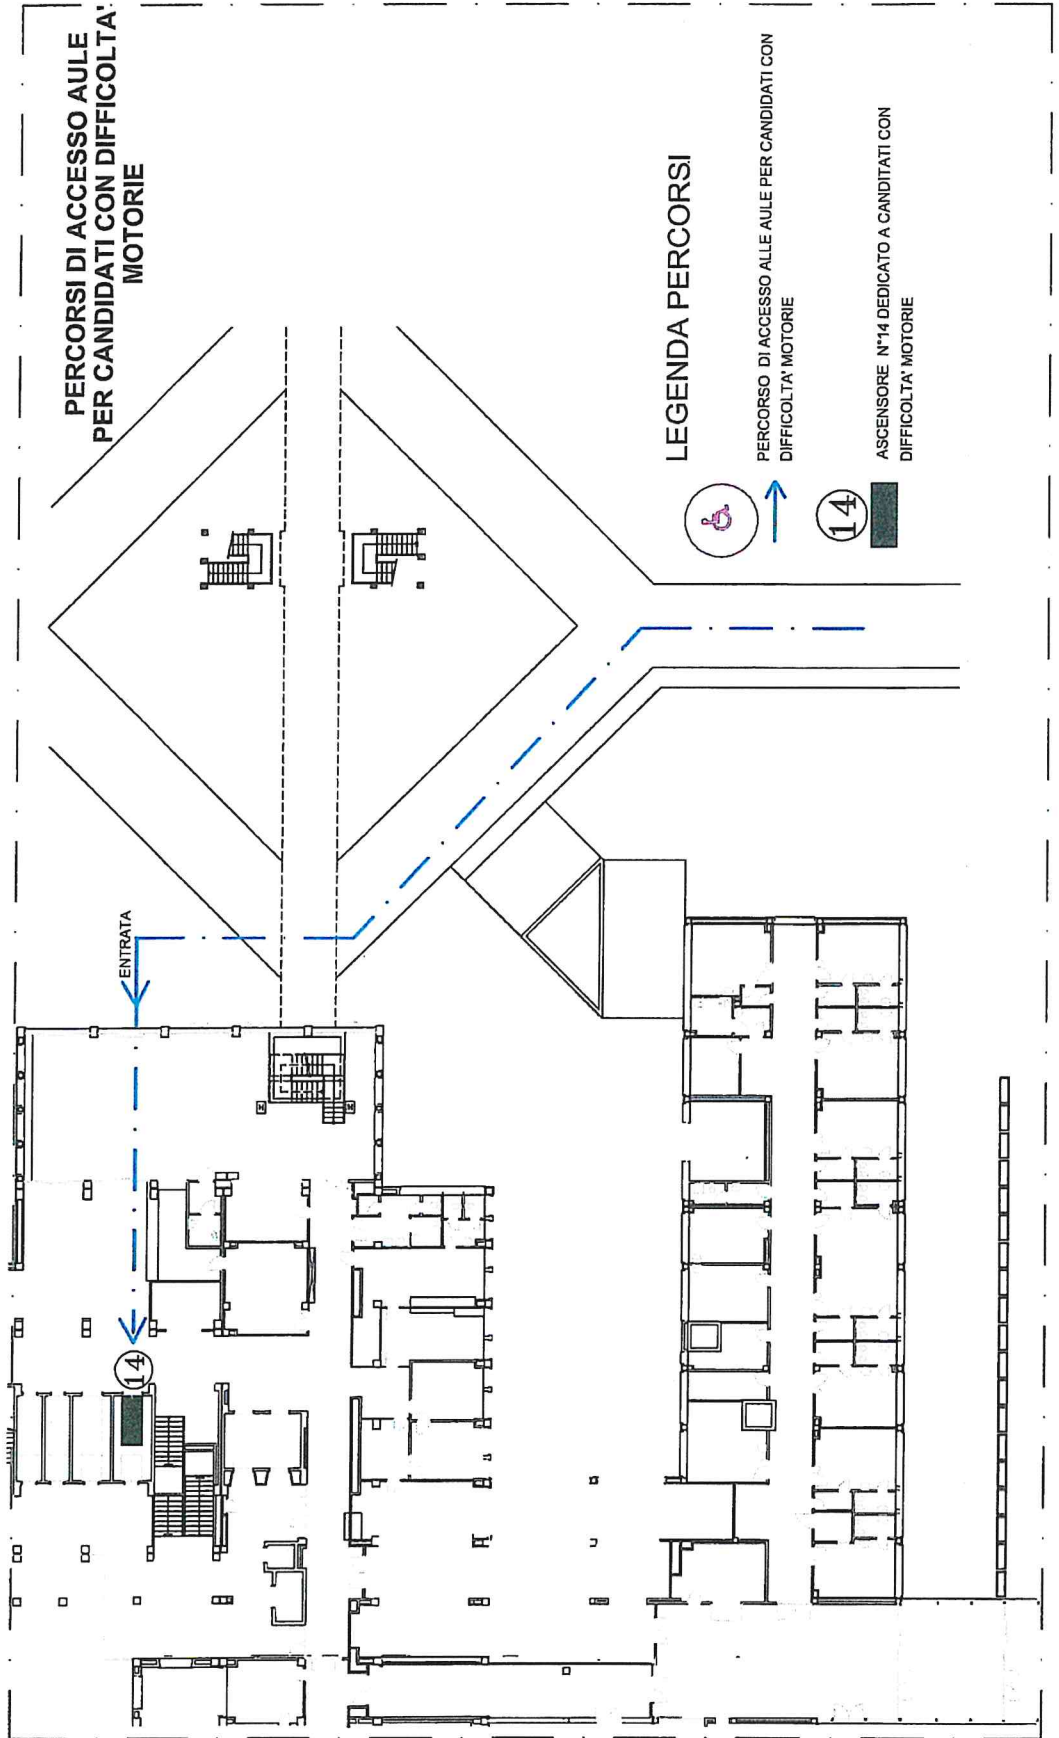 PERCORSI DI ACCESSO AULE
PER CANDIDATI CON DIFFICOLTA'
MOTORIE
ENTRATA
14
LEGENDA PERCORSI
PERCORSO DI ACCESSO ALLE AULE PER CANDIDATI CON
DIFFICOLTA' MOTORIE
14
ASCENSORE N°14 DEDICATO A CANDITATI CON
DIFFICOLTA' MOTORIE